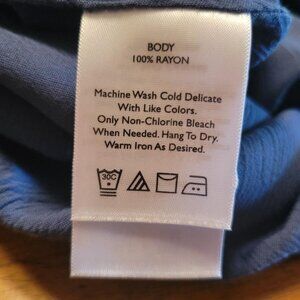 BODY
100% RAYON
Machine Wash Cold Delicate
With Like Colors.
Only Non-Chlorine Bleach
When Needed. Hang To Dry.
Warm Iron As Desired.
30C